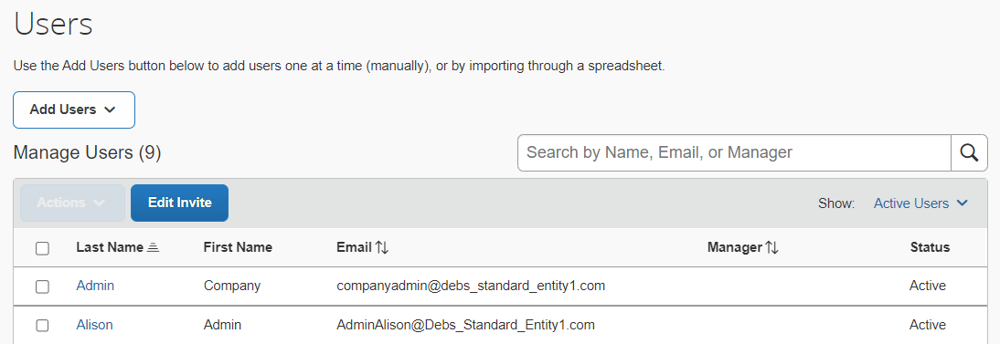 Users
Use the Add Users button below to add users one at a time (manually), or by importing through a spreadsheet.
Add Users
Manage Users (9)
Search by Name, Email, or Manager
Actions
Edit Invite
Show: Active Users
Last Name First Name Email Manager Status
Admin Company companyadmin@debs_standard_entity1.com Active
Alison Admin AdminAlison@Debs_Standard_Entity1.com Active